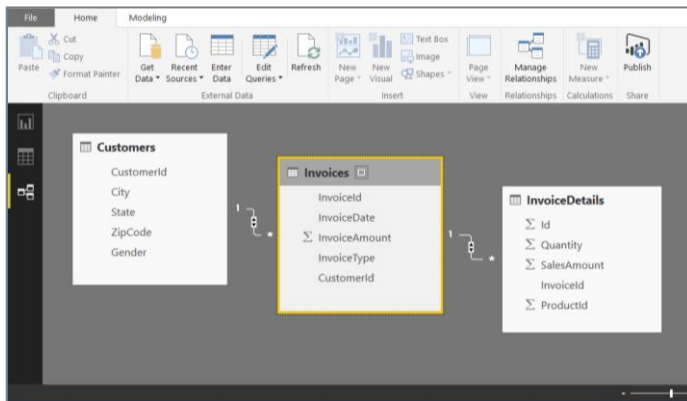 File Home Modeling
Paste
Cut
Copy
Format Painter
Clipboard
Get Data
Recent Sources
Enter Data
Edit Queries
Refresh
External Data
New Page
New Visual
Text Box
Image
Shapes
Insert
Page View
View
Manage Relationships
Relationships
New Measure
Calculations
Publish
Share
Customers
CustomerId
City
State
ZipCode
Gender
1
*
Invoices
InvoiceId
InvoiceDate
Σ InvoiceAmount
InvoiceType
CustomerId
1
*
InvoiceDetails
Σ Id
Σ Quantity
Σ SalesAmount
InvoiceId
Σ ProductId